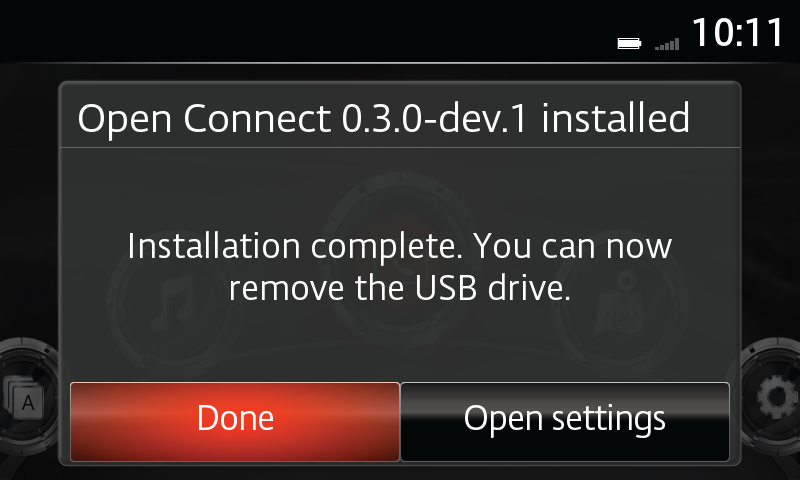 10:11
Open Connect 0.3.0-dev.1 installed
Installation complete. You can now
remove the USB drive.
NAV
A
Done
Open settings